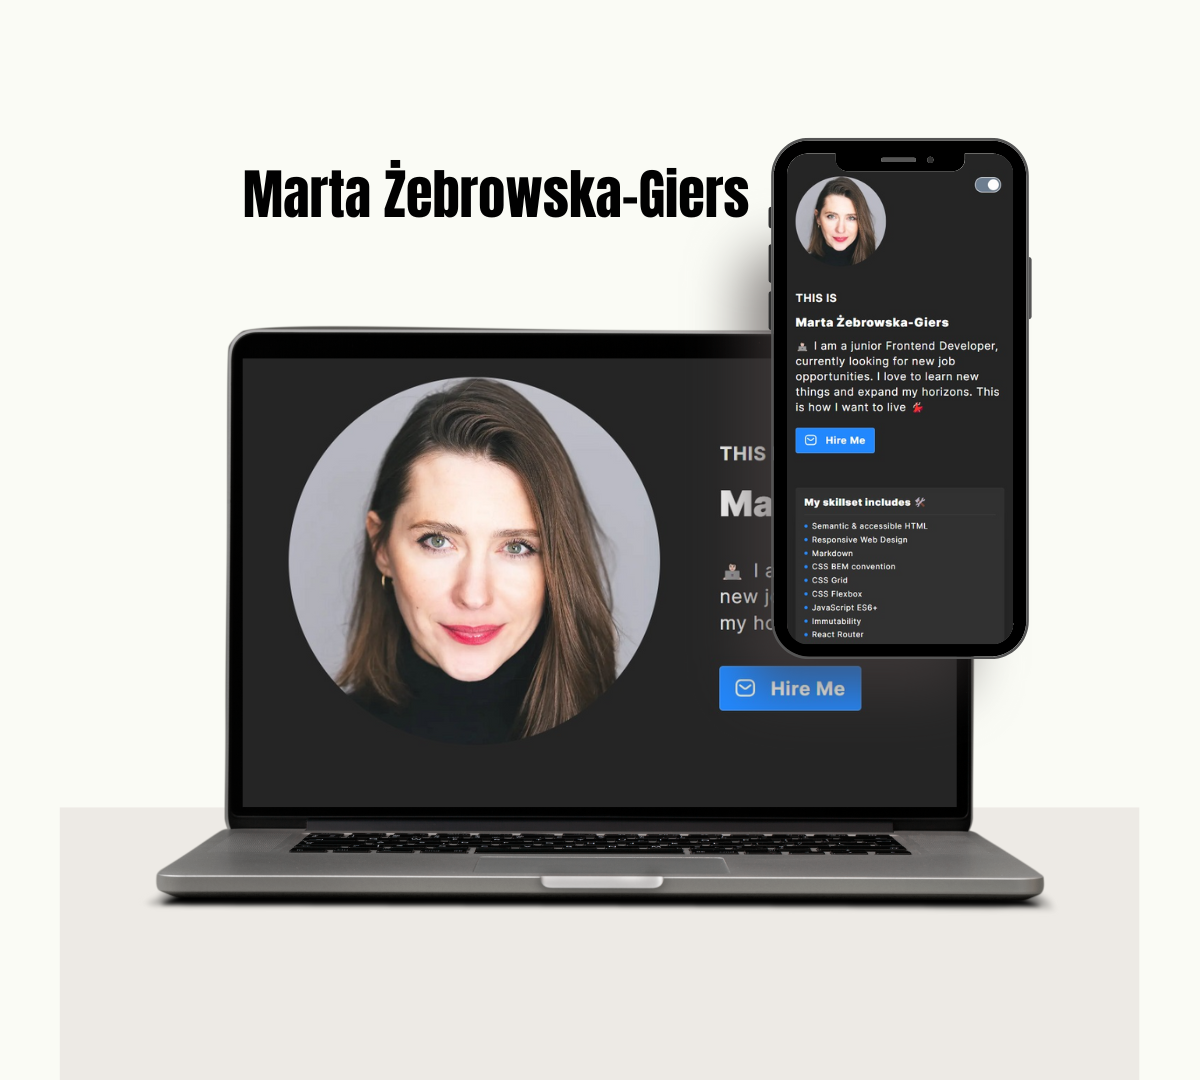 Marta Żebrowska-Giers
THIS IS
Marta Żebrowska-Giers
I am a junior Frontend Developer,
currently looking for new job
opportunities. I love to learn new
things and expand my horizons. This
is how I want to live
Hire Me
My skillset includes
Semantic & accessible HTML
Responsive Web Design
Markdown
CSS BEM convention
CSS Grid
CSS Flexbox
JavaScript ES6+
Immutability
React Router
THIS
Ma
I a
new j
my ho
Hire Me